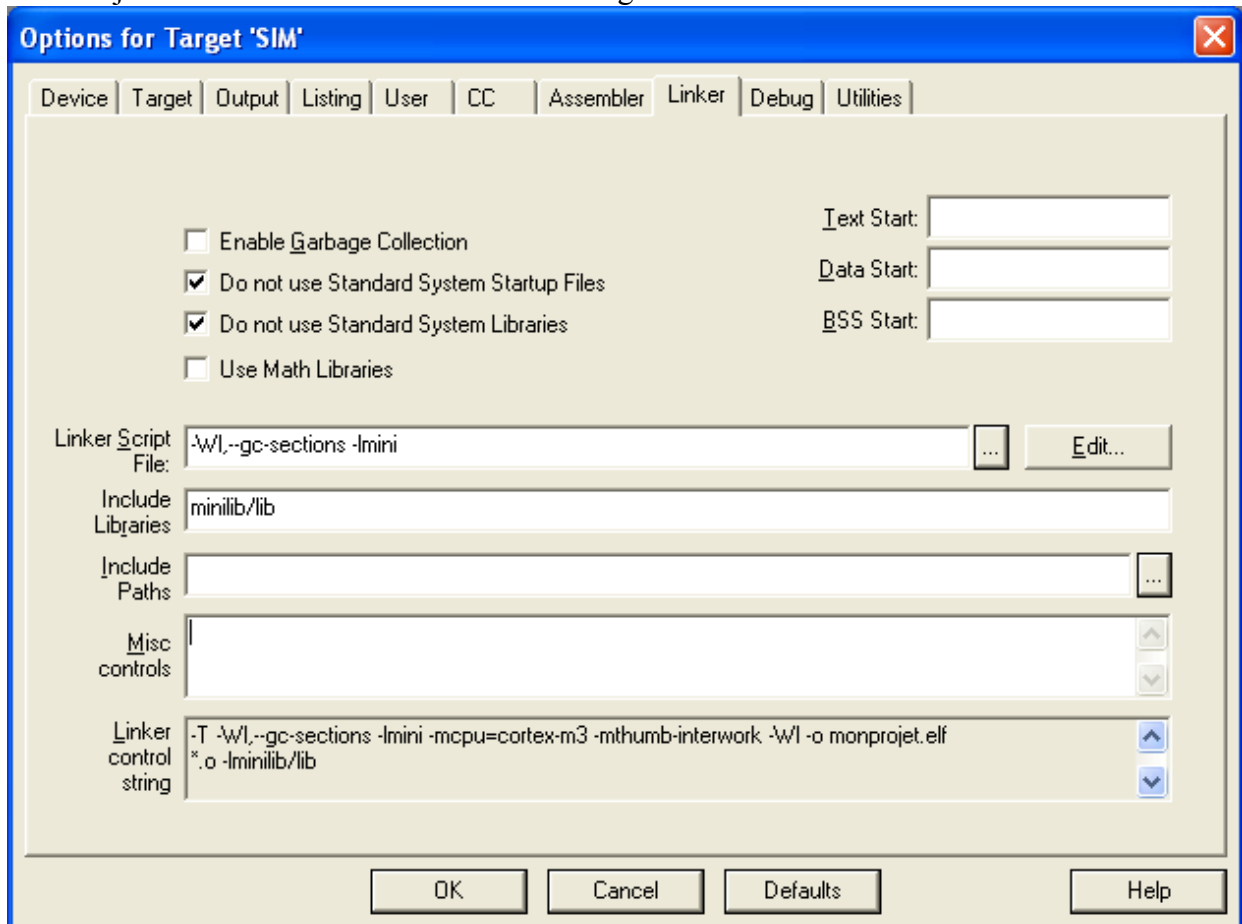 Options for Target 'SIM'
Device Target Output Listing User CC Assembler Linker Debug Utilities
Text Start:
Enable Garbage Collection
Data Start:
Do not use Standard System Startup Files
Do not use Standard System Libraries
BSS Start:
Use Math Libraries
Linker Script File:
-Wl,--gc-sections -lmini
...
Edit...
Include Libraries
minilib/lib
Include Paths
...
Misc controls
Linker control string
-T -Wl,--gc-sections -lmini -mcpu=cortex-m3 -mthumb-interwork -Wl -o monprojet.elf
*.o -lminilib/lib
OK Cancel Defaults Help